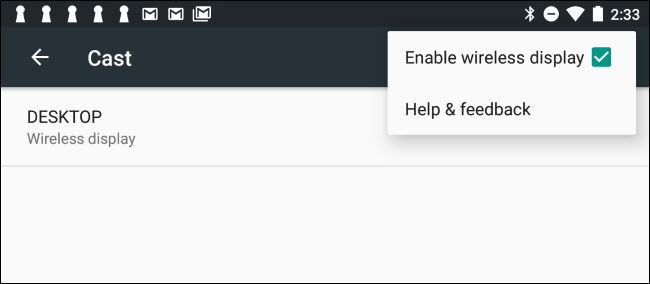 2:33
Cast
Enable wireless display
Help & feedback
DESKTOP
Wireless display